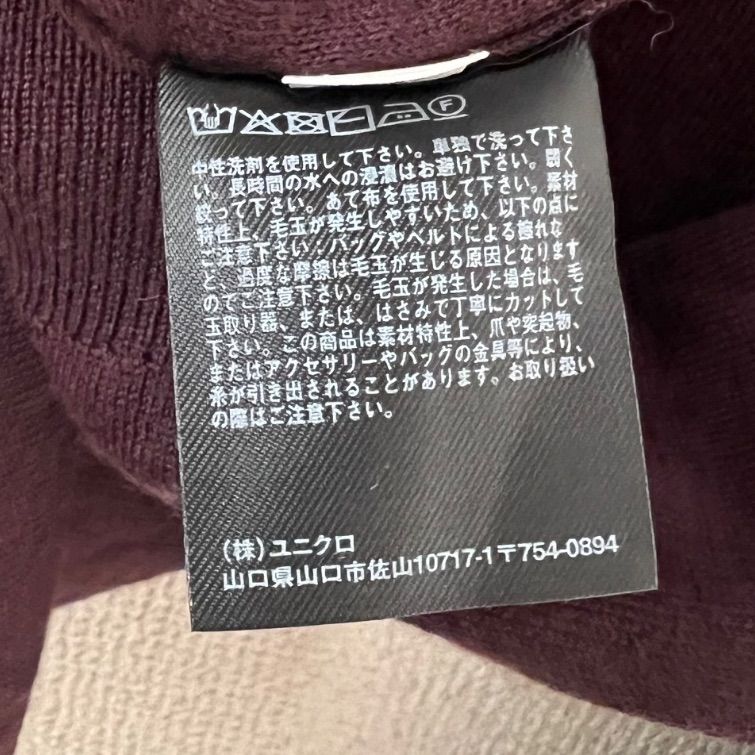 中性洗剤を使用して下さい。単独で洗って下さ
い。長時間の水への浸漬はお避け下さい。弱く
絞って下さい。あて布を使用して下さい。素材
特性上、毛玉が発生しやすいため、以下の点に
ご注意下さい。バッグやベルトによる擦れな
ど、過度な摩擦は毛玉が生じる原因となります
のでご注意下さい。毛玉が発生した場合は、毛
玉取り器、または、はさみで丁寧にカットして
下さい。この商品は素材特性上、爪や突起物、
またはアクセサリーやバッグの金具等により、
糸が引き出されることがあります。お取り扱い
の際はご注意下さい。
(株)ユニクロ
山口県山口市佐山10717-1〒754-0894